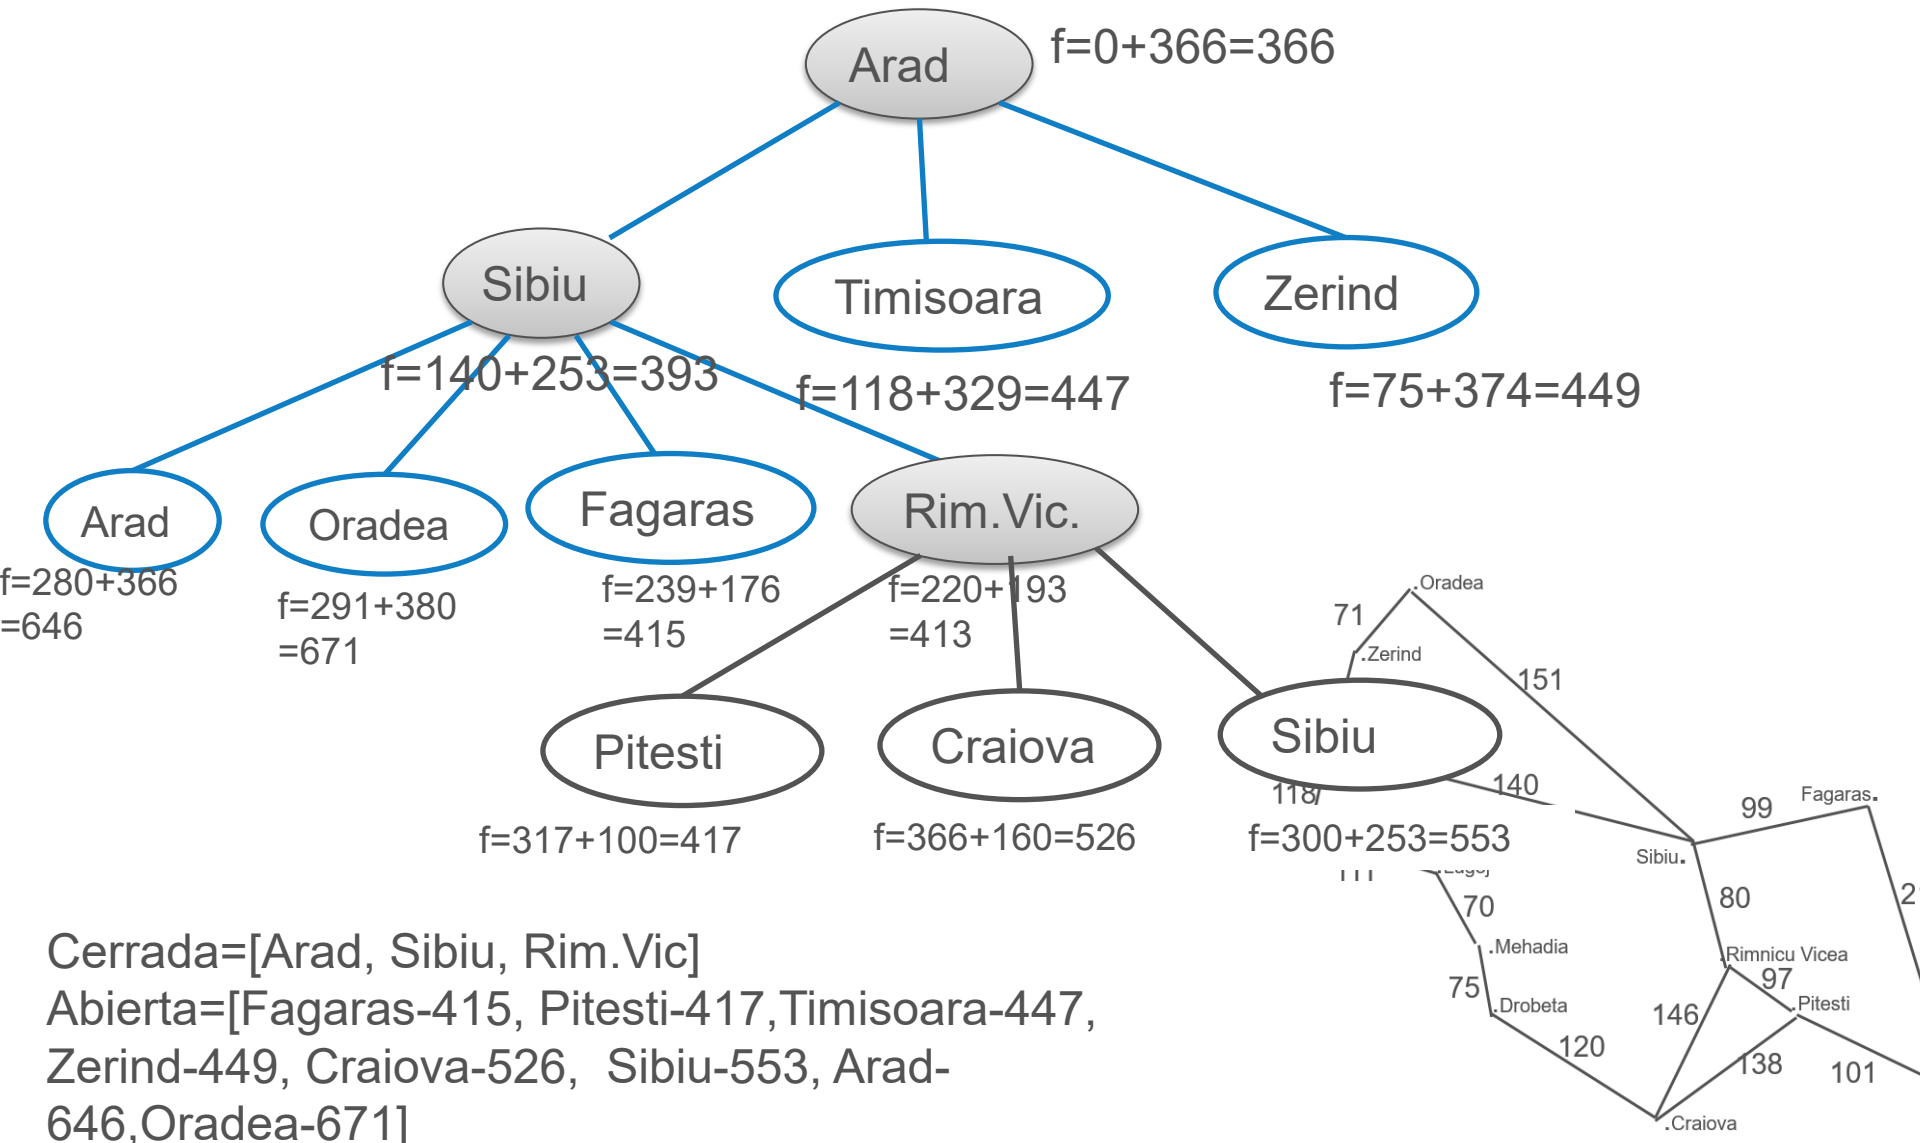 Arad
f=0+366=366
Sibiu
Timisoara
Zerind
f=140+253=393
f=118+329=447
f=75+374=449
Arad
Oradea
Fagaras
Rim.Vic.
f=280+366
=646
f=291+380
=671
f=239+176
=415
f=220+193
=413
Pitesti
Craiova
Sibiu
f=317+100=417
f=366+160=526
f=300+253=553
.Oradea
71
.Zerind
151
140
118
99
Fagaras.
Sibiu.
111
70
80
.Mehadia
.Rimnicu Vicea
97
75
.Drobeta
.Pitesti
146
120
138
101
.Craiova
Cerrada=[Arad, Sibiu, Rim.Vic]
Abierta=[Fagaras-415, Pitesti-417,Timisoara-447,
Zerind-449, Craiova-526, Sibiu-553, Arad-
646,Oradea-671]